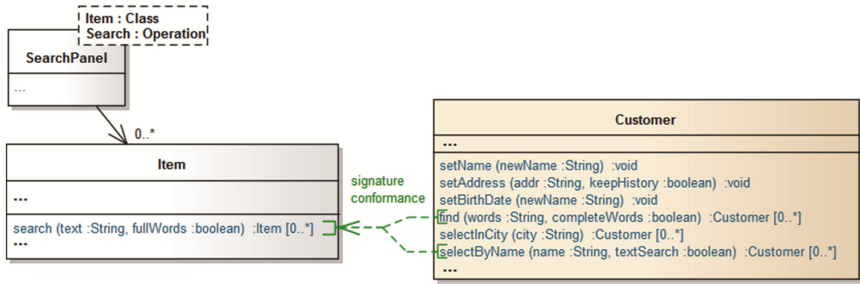 Item : Class
Search : Operation
SearchPanel
...
0..*
Item
...
search (text :String, fullWords :boolean) :Item [0..*]
...
signature
conformance
Customer
...
setName (newName :String) :void
setAddress (addr :String, keepHistory :boolean) :void
setBirthDate (newName :String) :void
find (words :String, completeWords :boolean) :Customer [0..*]
selectInCity (city :String) :Customer [0..*]
selectByName (name :String, textSearch :boolean) :Customer [0..*]
...